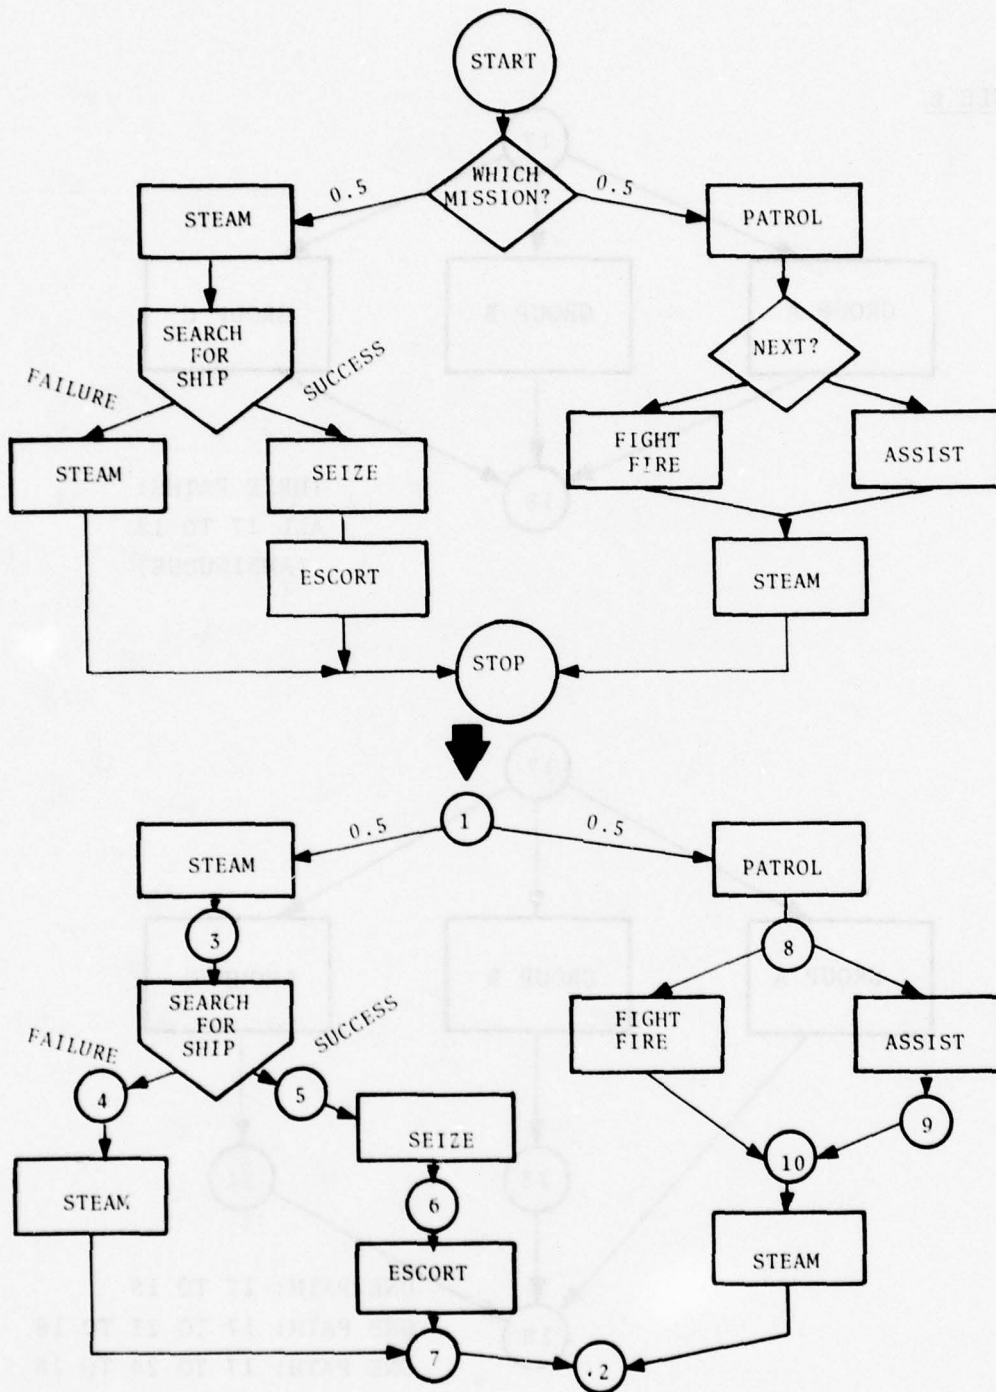 START
WHICH
MISSION?
0.5
0.5
STEAM
PATROL
SEARCH
FOR
SHIP
NEXT?
FAILURE
SUCCESS
STEAM
SEIZE
FIGHT
FIRE
ASSIST
ESCORT
STEAM
STOP
1
0.5
0.5
STEAM
PATROL
3
8
SEARCH
FOR
SHIP
FIGHT
FIRE
ASSIST
FAILURE
SUCCESS
4
5
9
SEIZE
10
STEAM
6
STEAM
ESCORT
7
.2